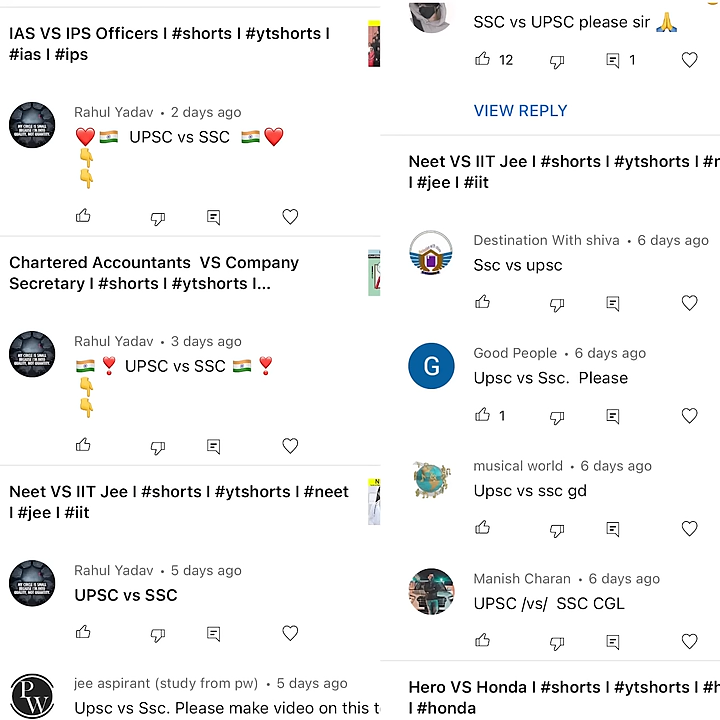 IAS VS IPS Officers I #shorts I #ytshorts I
#ias I #ips
Rahul Yadav • 2 days ago
❤️🇮🇳 UPSC vs SSC 🇮🇳❤️
👇
👇
Chartered Accountants VS Company
Secretary I #shorts I #ytshorts I...
Rahul Yadav • 3 days ago
🇮🇳❣️ UPSC vs SSC 🇮🇳❣️
👇
👇
Neet VS IIT Jee I #shorts I #ytshorts I #neet
I #jee I #iit
Rahul Yadav • 5 days ago
UPSC vs SSC
PW
jee aspirant (study from pw) • 5 days ago
Upsc vs Ssc. Please make video on this t
SSC vs UPSC please sir 🙏
12 1
VIEW REPLY
Neet VS IIT Jee I #shorts I #ytshorts I #n
I #jee I #iit
Destination With shiva • 6 days ago
Ssc vs upsc
G
Good People • 6 days ago
Upsc vs Ssc. Please
1
musical world • 6 days ago
Upsc vs ssc gd
Manish Charan • 6 days ago
UPSC /vs/ SSC CGL
Hero VS Honda I #shorts I #ytshorts I #h
I #honda